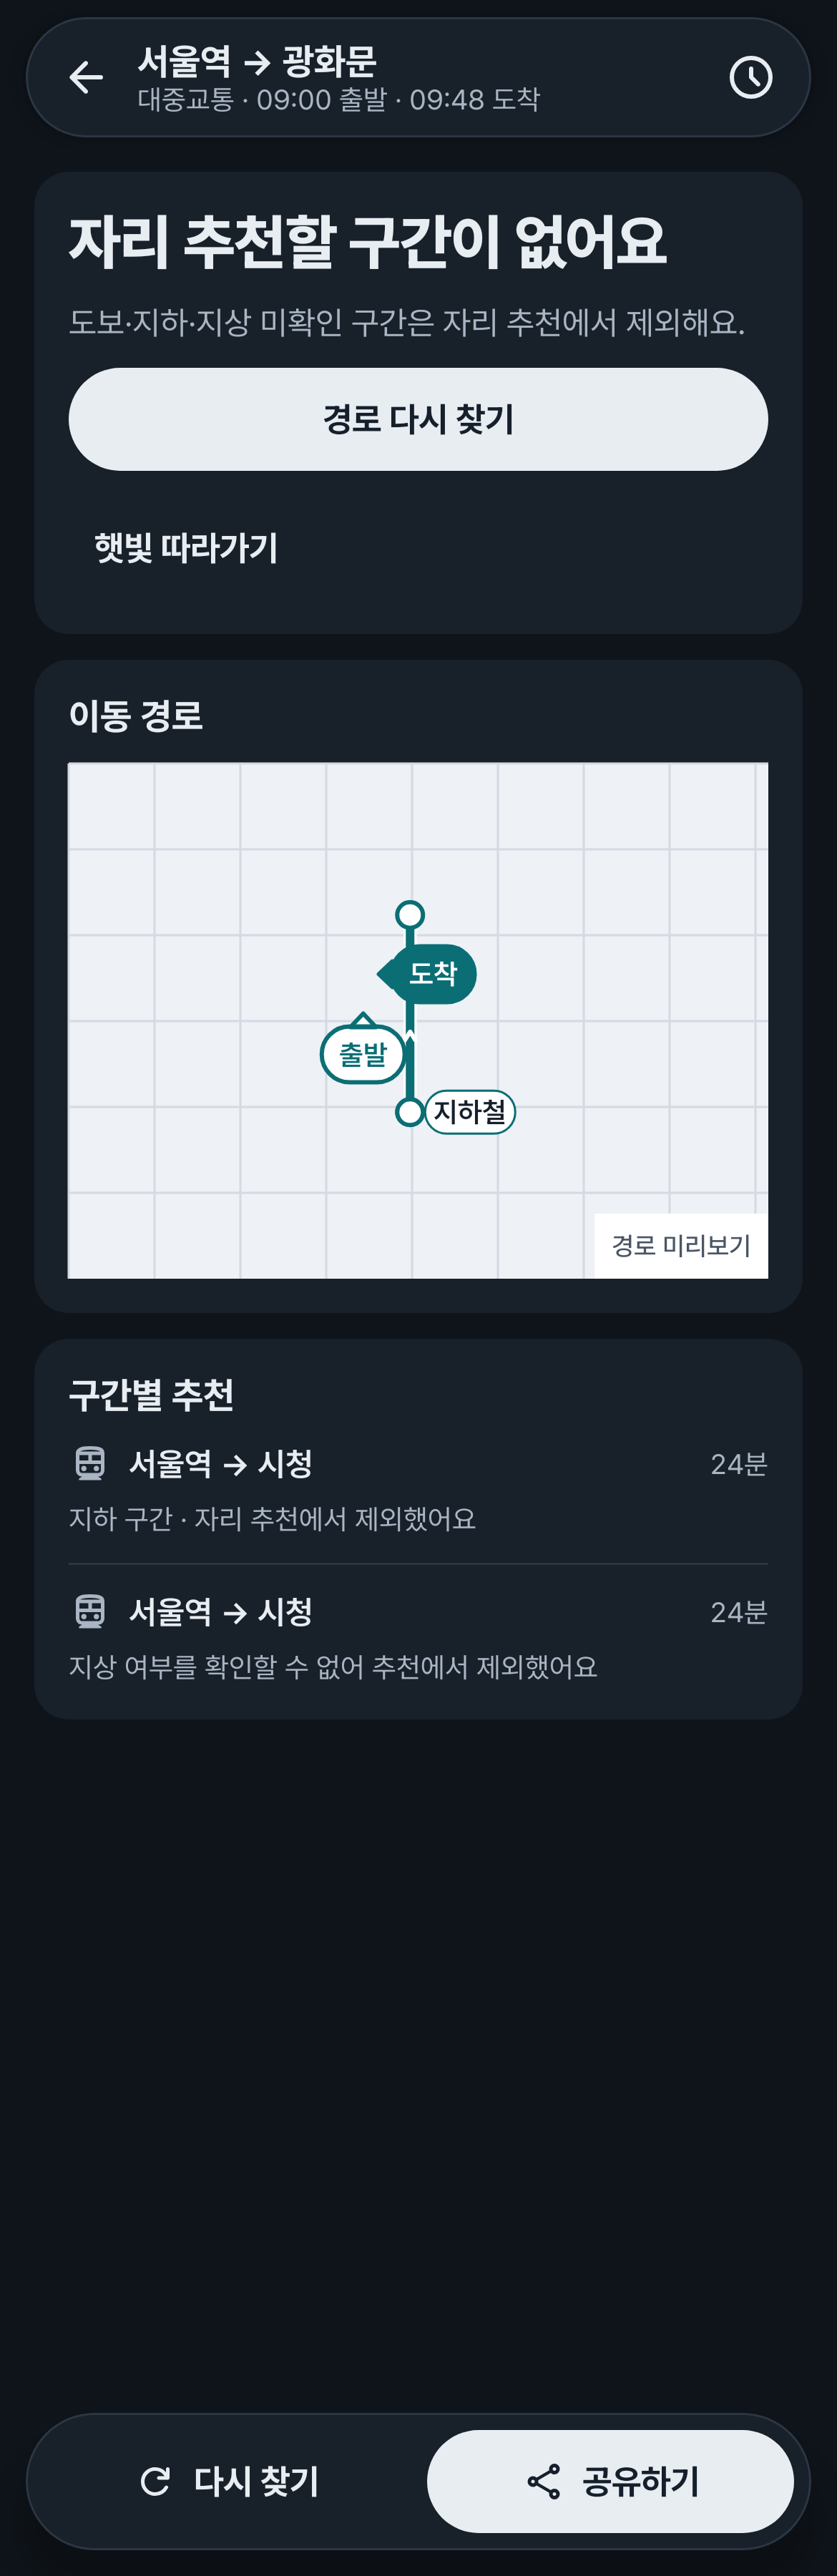 서울역 → 광화문
대중교통 · 09:00 출발 · 09:48 도착
자리 추천할 구간이 없어요
도보·지하·지상 미확인 구간은 자리 추천에서 제외해요.
경로 다시 찾기
햇빛 따라가기
이동 경로
도착
출발
지하철
경로 미리보기
구간별 추천
서울역 → 시청 24분
지하 구간 · 자리 추천에서 제외했어요
서울역 → 시청 24분
지상 여부를 확인할 수 없어 추천에서 제외했어요
다시 찾기
공유하기